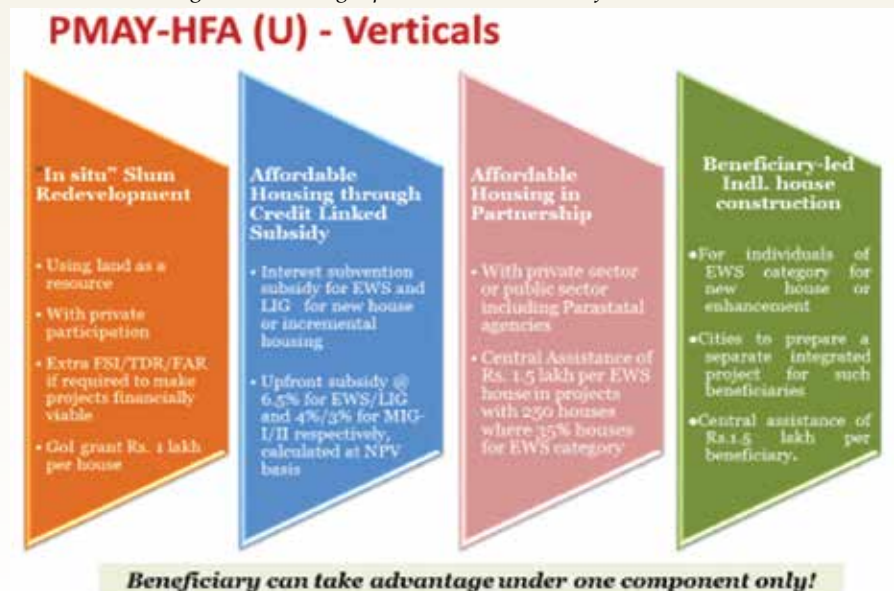 PMAY-HFA (U) - Verticals
"In situ" Slum
Redevelopment
• Using land as a
resource
• With private
participation
• Extra FSI/TDR/FAR
if required to make
projects financially
viable
• GoI grant Rs. 1 lakh
per house
Affordable
Housing through
Credit Linked
Subsidy
• Interest subvention
subsidy for EWS and
LIG for new house
or incremental
housing
• Upfront subsidy @
6.5% for EWS/LIG
and 4%/3% for MIG-
I/II respectively,
calculated at NPV
basis
Affordable
Housing in
Partnership
• With private sector
or public sector
including Parastatal
agencies
• Central Assistance of
Rs. 1.5 lakh per EWS
house in projects
with 250 houses
where 35% houses
for EWS category
Beneficiary-led
Indl. house
construction
•For individuals of
EWS category for
new house or
enhancement
•Cities to prepare a
separate integrated
project for such
beneficiaries
•Central assistance of
Rs.1.5 lakh per
beneficiary.
Beneficiary can take advantage under one component only!